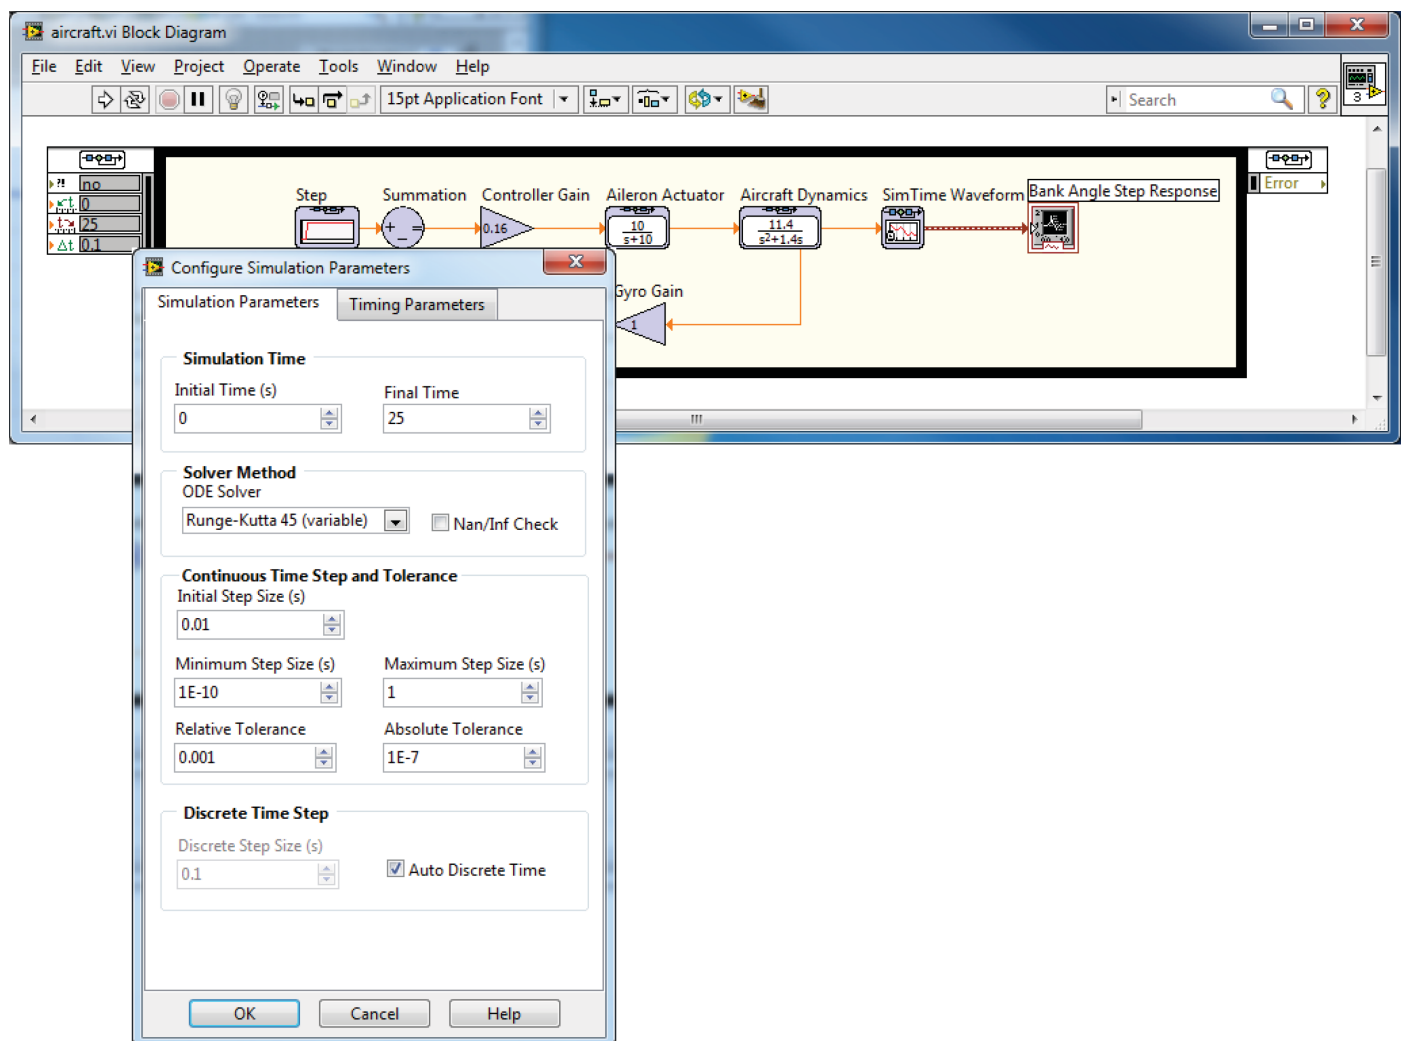 aircraft.vi Block Diagram
File Edit View Project Operate Tools Window Help
15pt Application Font
Search
3
?! no
0
25
Δt 0.1
Error
Step Summation Controller Gain Aileron Actuator Aircraft Dynamics SimTime Waveform Bank Angle Step Response
+ − =
0.16
10
s+10
11.4
s²+1.4s
Gyro Gain
1
Configure Simulation Parameters
Simulation Parameters Timing Parameters
Simulation Time
Initial Time (s) Final Time
0 25
Solver Method
ODE Solver
Runge-Kutta 45 (variable) Nan/Inf Check
Continuous Time Step and Tolerance
Initial Step Size (s)
0.01
Minimum Step Size (s) Maximum Step Size (s)
1E-10 1
Relative Tolerance Absolute Tolerance
0.001 1E-7
Discrete Time Step
Discrete Step Size (s)
0.1 Auto Discrete Time
OK Cancel Help